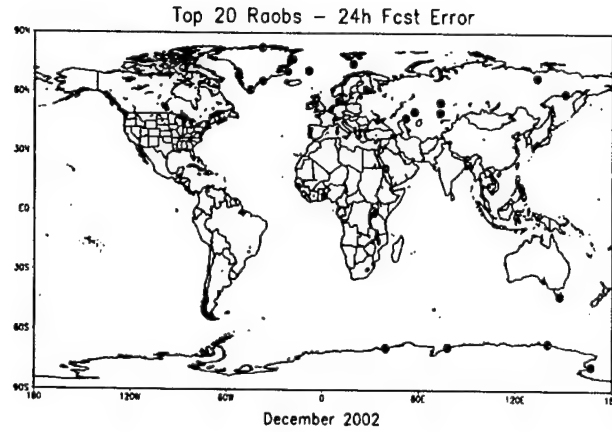 Top 20 Raobs – 24h Fcst Error
90N
60N
30N
EQ
30S
60S
90S
180 120W 60W 0 60E 120E 18
December 2002